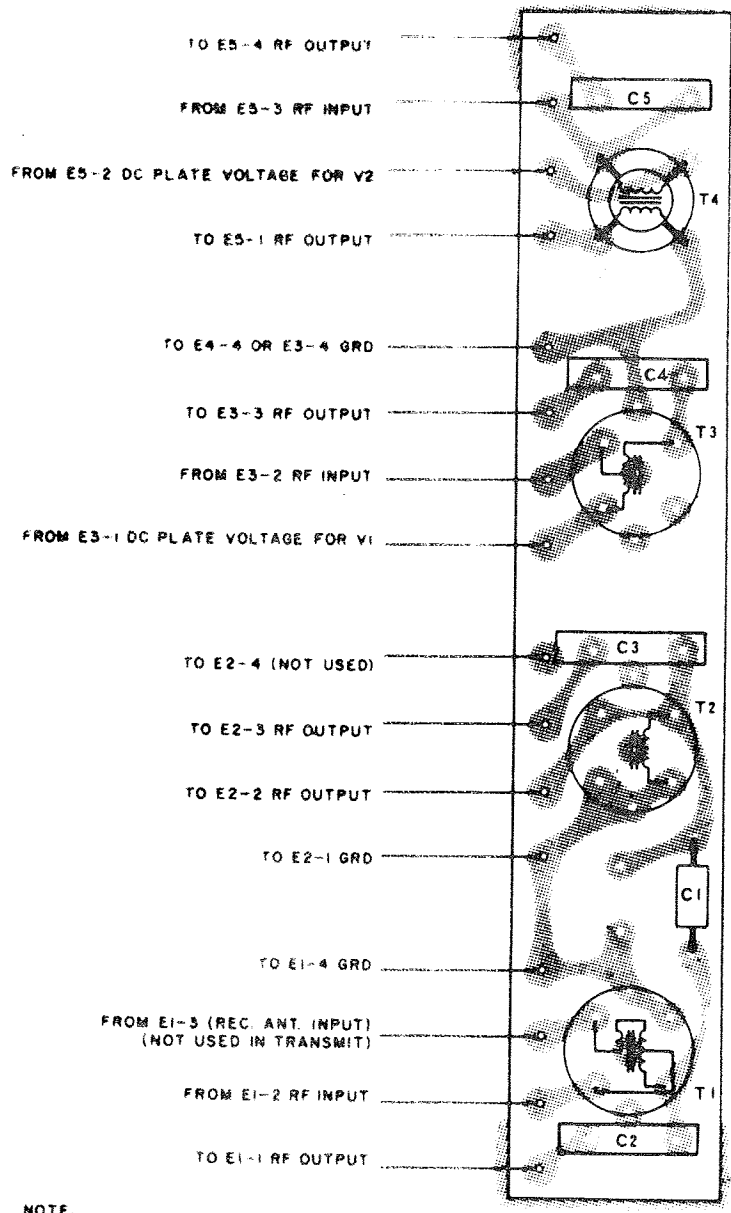 TO E5-4 RF OUTPUT
C5
FROM E5-3 RF INPUT
FROM E5-2 DC PLATE VOLTAGE FOR V2
T4
TO E5-1 RF OUTPUT
TO E4-4 OR E3-4 GRD
C4
TO E3-3 RF OUTPUT
T3
FROM E3-2 RF INPUT
FROM E3-1 DC PLATE VOLTAGE FOR V1
C3
TO E2-4 (NOT USED)
T2
TO E2-3 RF OUTPUT
TO E2-2 RF OUTPUT
TO E2-1 GRD
C1
TO E1-4 GRD
FROM E1-3 (REC. ANT. INPUT)
(NOT USED IN TRANSMIT)
FROM E1-2 RF INPUT
T1
C2
TO E1-1 RF OUTPUT
NOTE